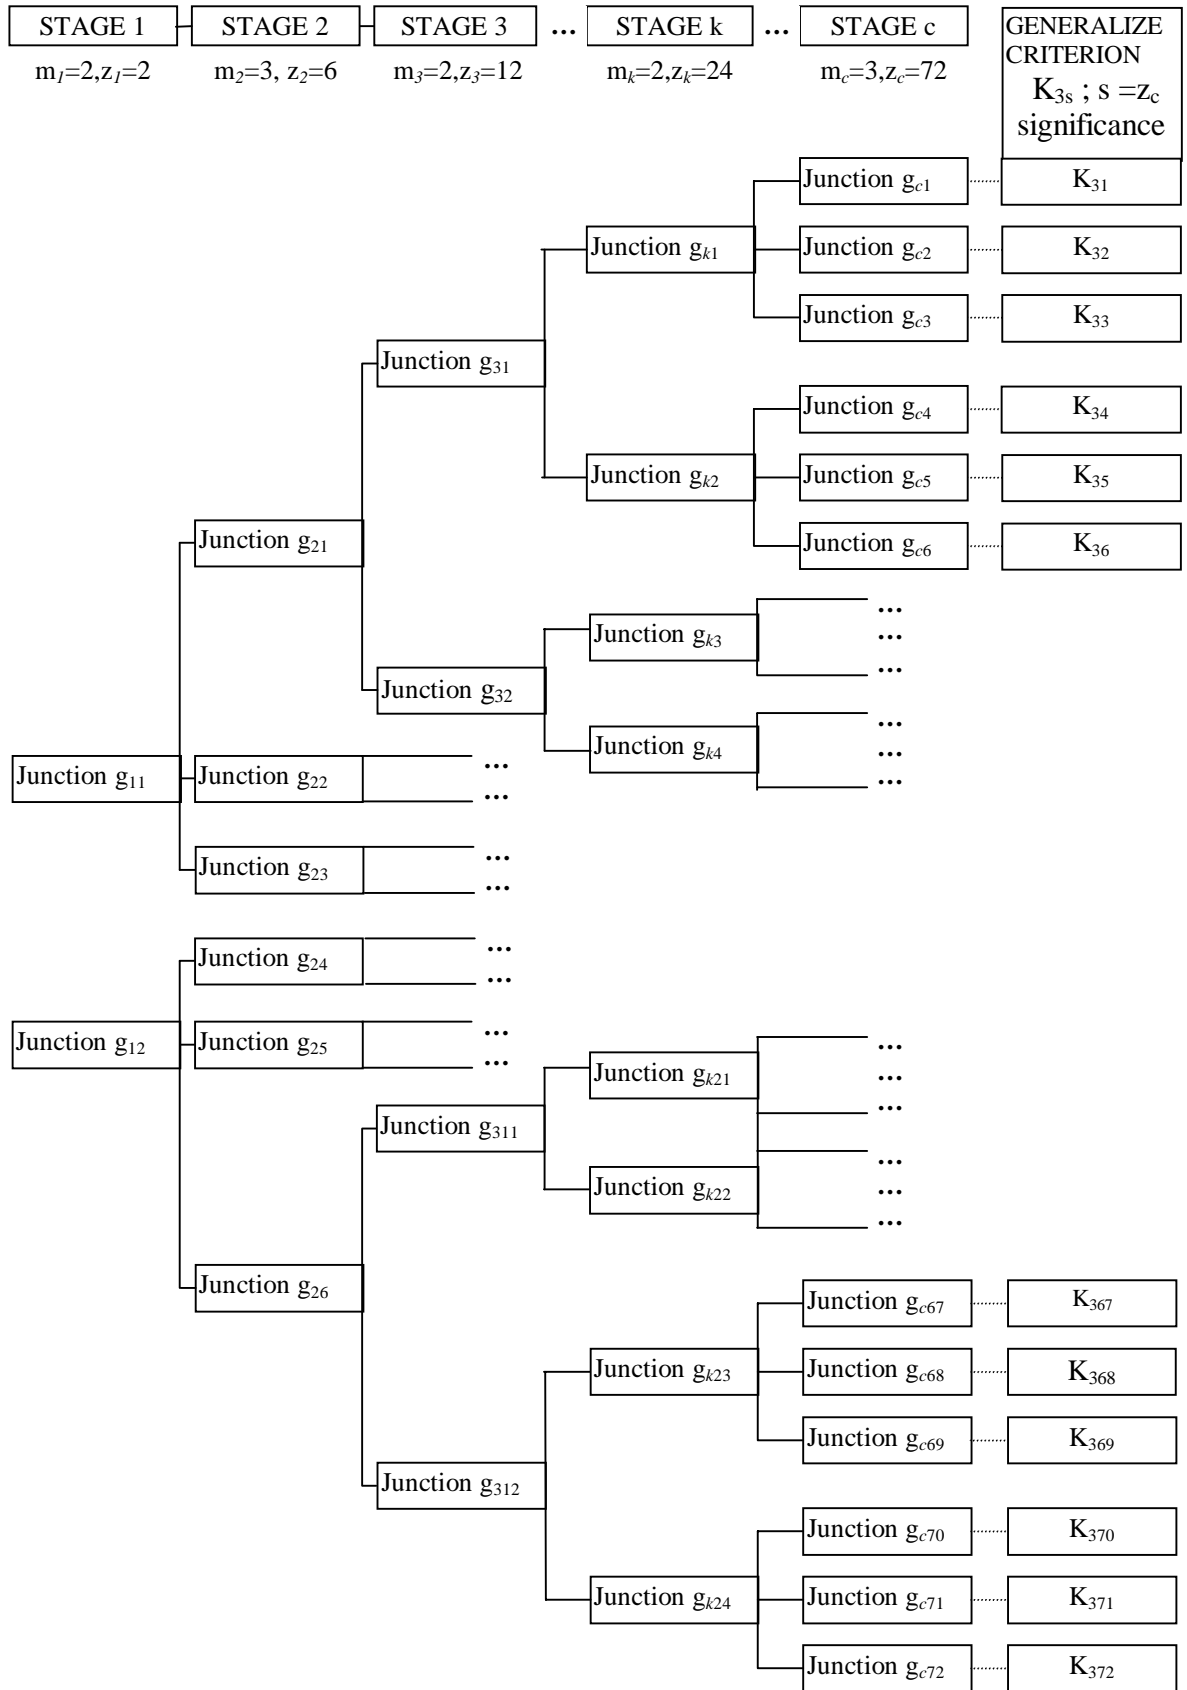 STAGE 1 STAGE 2 STAGE 3 ... STAGE k ... STAGE c
m1=2,z1=2 m2=3, z2=6 m3=2,z3=12 mk=2,zk=24 mc=3,zc=72
GENERALIZE
CRITERION
K3s ; s =zc
significance
Junction gc1 K31
Junction gk1 Junction gc2 K32
Junction gc3 K33
Junction g31
Junction gc4 K34
Junction gk2 Junction gc5 K35
Junction g21 Junction gc6 K36
...
Junction gk3 ...
...
Junction g32
...
Junction gk4 ...
...
Junction g11 Junction g22 ...
...
Junction g23 ...
...
Junction g24 ...
...
Junction g12 Junction g25 ...
...
...
Junction gk21 ...
...
Junction g311
...
Junction gk22 ...
...
Junction g26
Junction gc67 K367
Junction gk23 Junction gc68 K368
Junction gc69 K369
Junction g312
Junction gc70 K370
Junction gk24 Junction gc71 K371
Junction gc72 K372